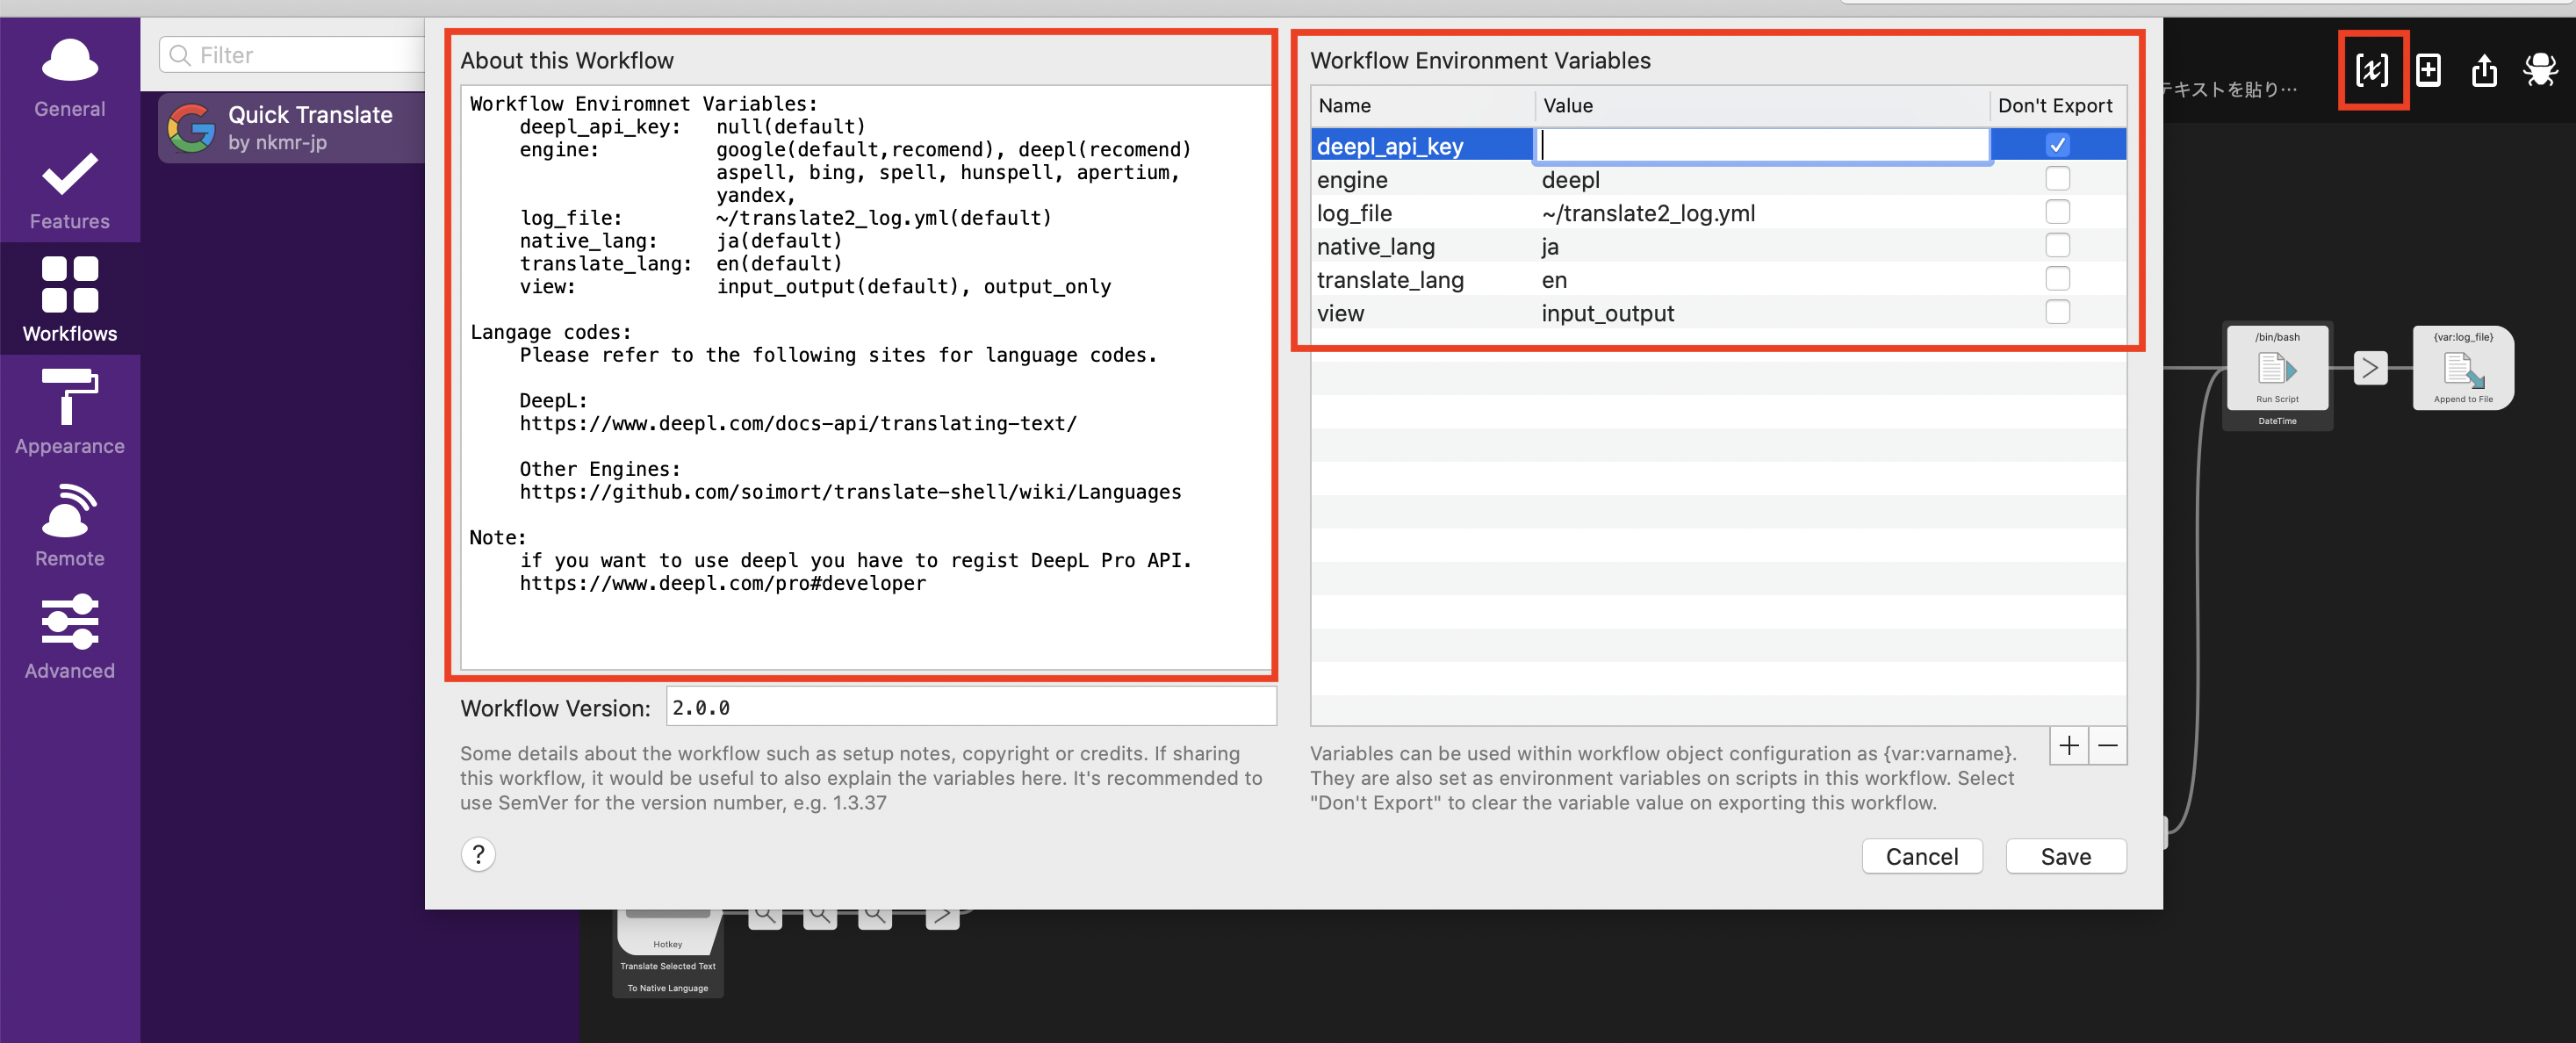 General
Features
Workflows
Appearance
Remote
Advanced
Filter
Quick Translate
by nkmr-jp
About this Workflow
Workflow Enviromnet Variables:
deepl_api_key: null(default)
engine: google(default,recomend), deepl(recomend)
aspell, bing, spell, hunspell, apertium,
yandex,
log_file: ~/translate2_log.yml(default)
native_lang: ja(default)
translate_lang: en(default)
view: input_output(default), output_only
Langage codes:
Please refer to the following sites for language codes.
DeepL:
https://www.deepl.com/docs-api/translating-text/
Other Engines:
https://github.com/soimort/translate-shell/wiki/Languages
Note:
if you want to use deepl you have to regist DeepL Pro API.
https://www.deepl.com/pro#developer
Workflow Version: 2.0.0
Some details about the workflow such as setup notes, copyright or credits. If sharing
this workflow, it would be useful to also explain the variables here. It's recommended to
use SemVer for the version number, e.g. 1.3.37
?
Workflow Environment Variables
Name Value Don't Export
deepl_api_key
engine deepl
log_file ~/translate2_log.yml
native_lang ja
translate_lang en
view input_output
+ −
Variables can be used within workflow object configuration as {var:varname}.
They are also set as environment variables on scripts in this workflow. Select
"Don't Export" to clear the variable value on exporting this workflow.
Cancel Save
テキストを貼り…
[x]
/bin/bash
Run Script
DateTime
{var:log_file}
Append to File
Hotkey
Translate Selected Text
To Native Language